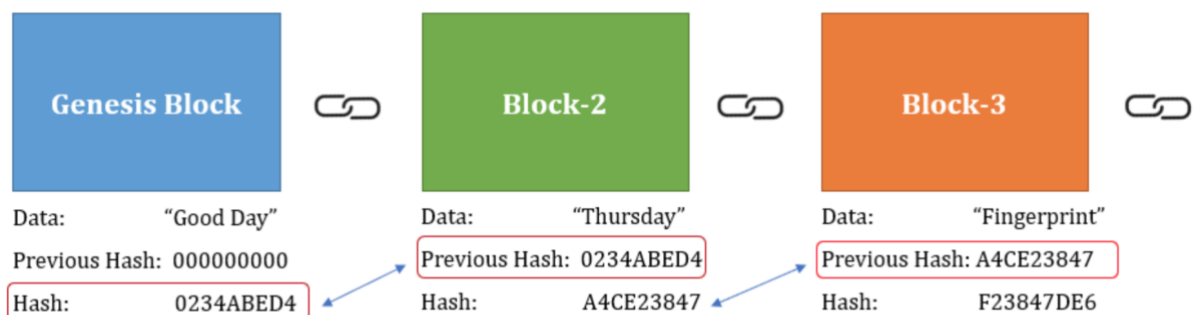 Genesis Block
Block-2
Block-3
Data: “Good Day”
Previous Hash: 000000000
Hash: 0234ABED4
Data: “Thursday”
Previous Hash: 0234ABED4
Hash: A4CE23847
Data: “Fingerprint”
Previous Hash: A4CE23847
Hash: F23847DE6